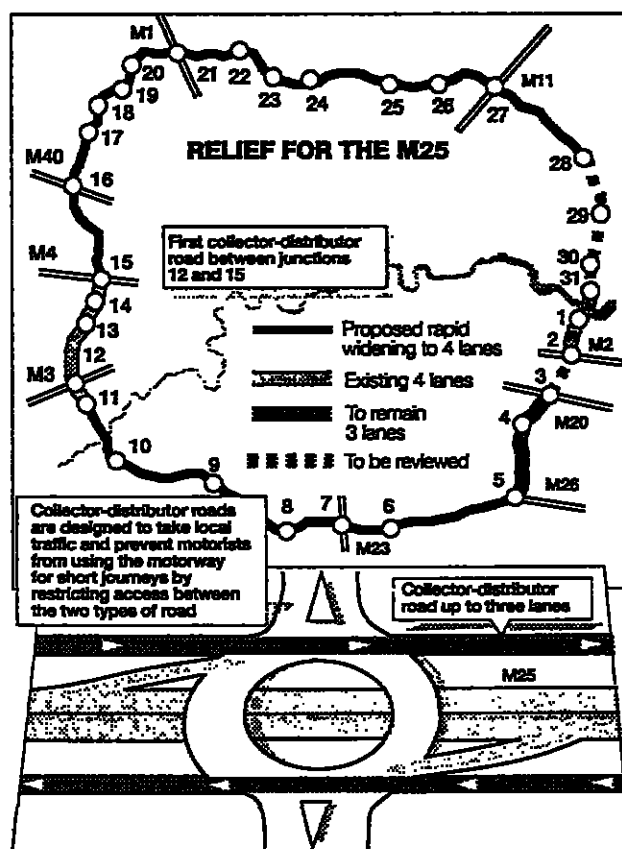 M1
20
21
22
23
24
25
26
M11
27
19
18
17
M40
16
RELIEF FOR THE M25
28
29
M4
15
First collector-distributor
road between junctions
12 and 15
30
31
14
13
12
M3
11
Proposed rapid
widening to 4 lanes
Existing 4 lanes
To remain
3 lanes
To be reviewed
1
2
M2
3
M20
4
10
9
8
7
M23
6
5
M26
Collector-distributor roads
are designed to take local
traffic and prevent motorists
from using the motorway
for short journeys by
restricting access between
the two types of road
Collector-distributor
road up to three lanes
M25